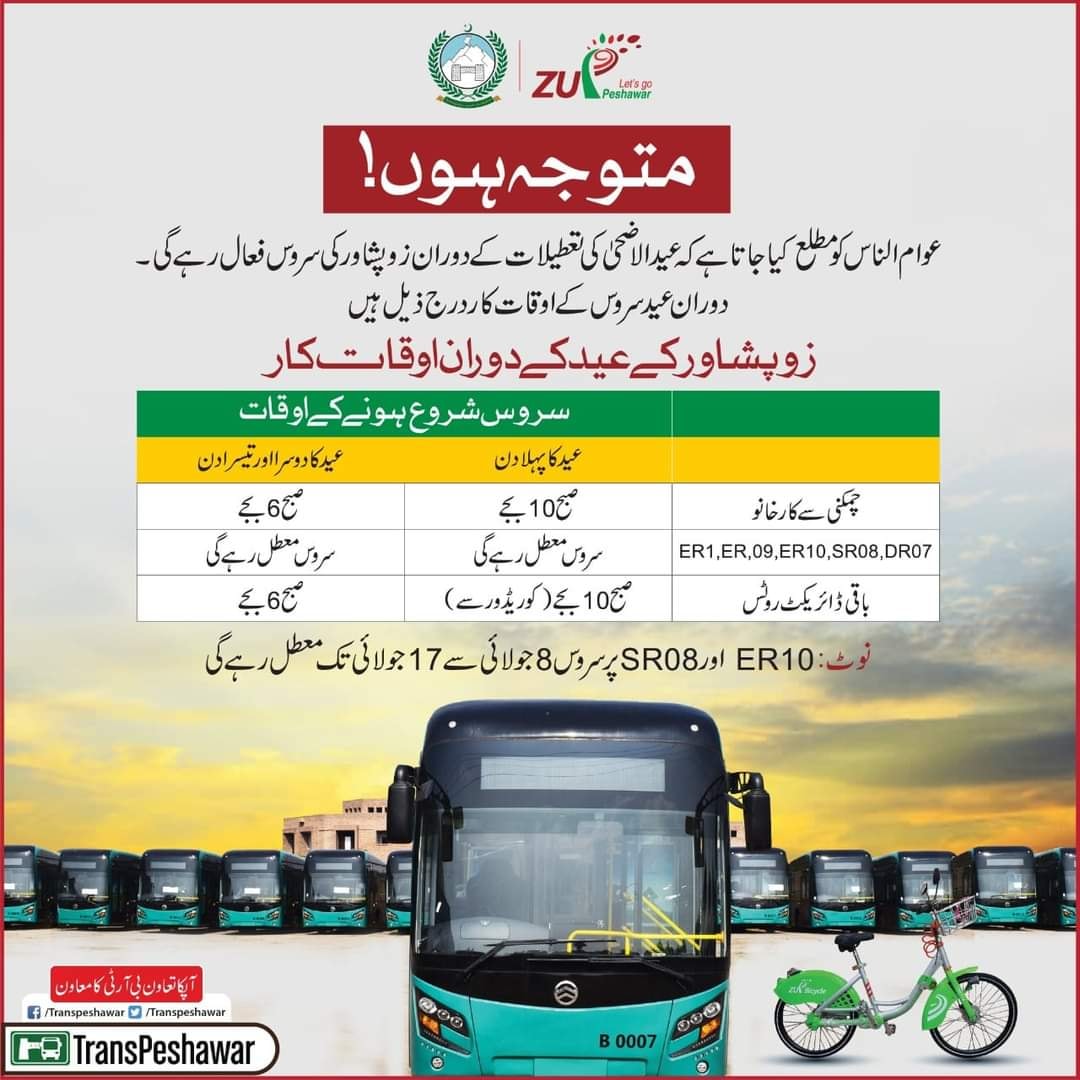 ZU
Let's go
Peshawar
متوجہ ہوں!
عوام الناس کو مطلع کیا جاتا ہے کہ عید الاضحیٰ کی تعطیلات کے دوران زو پشاور کی سروس فعال رہے گی۔
دوران عید سروس کے اوقات کار درج ذیل ہیں
زو پشاور کے عید کے دوران اوقات کار
سروس شروع ہونے کے اوقات
عید کا پہلا دن عید کا دوسرا اور تیسرا دن
چمکنی سے کارخانو صبح 10 بجے صبح 6 بجے
ER1,ER,09,ER10,SR08,DR07 سروس معطل رہے گی سروس معطل رہے گی
باقی ڈائریکٹ روٹس صبح 10 بجے (کوریڈور سے) صبح 6 بجے
نوٹ: ER10 اور SR08 پر سروس 8 جولائی سے 17 جولائی تک معطل رہے گی
B 0007
ZU Bicycle
آپکا تعاون بی آر ٹی کا معاون
/Transpeshawar /Transpeshawar
TransPeshawar